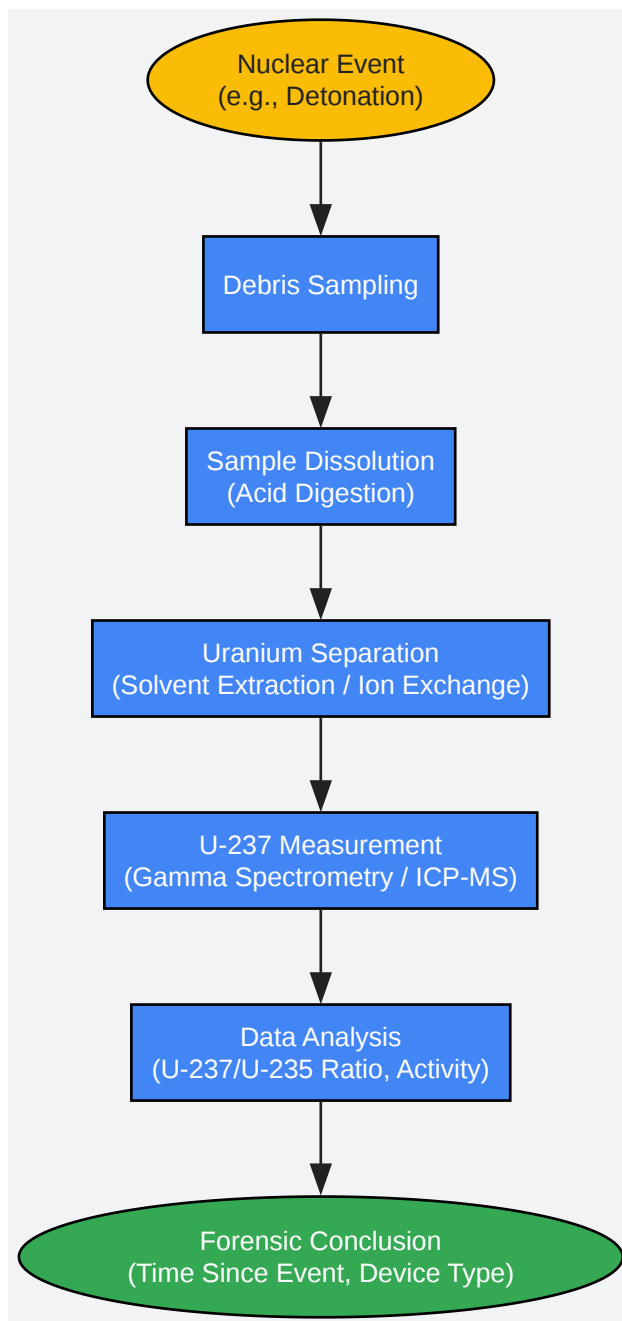 Nuclear Event
(e.g., Detonation)
Debris Sampling
Sample Dissolution
(Acid Digestion)
Uranium Separation
(Solvent Extraction / Ion Exchange)
U-237 Measurement
(Gamma Spectrometry / ICP-MS)
Data Analysis
(U-237/U-235 Ratio, Activity)
Forensic Conclusion
(Time Since Event, Device Type)